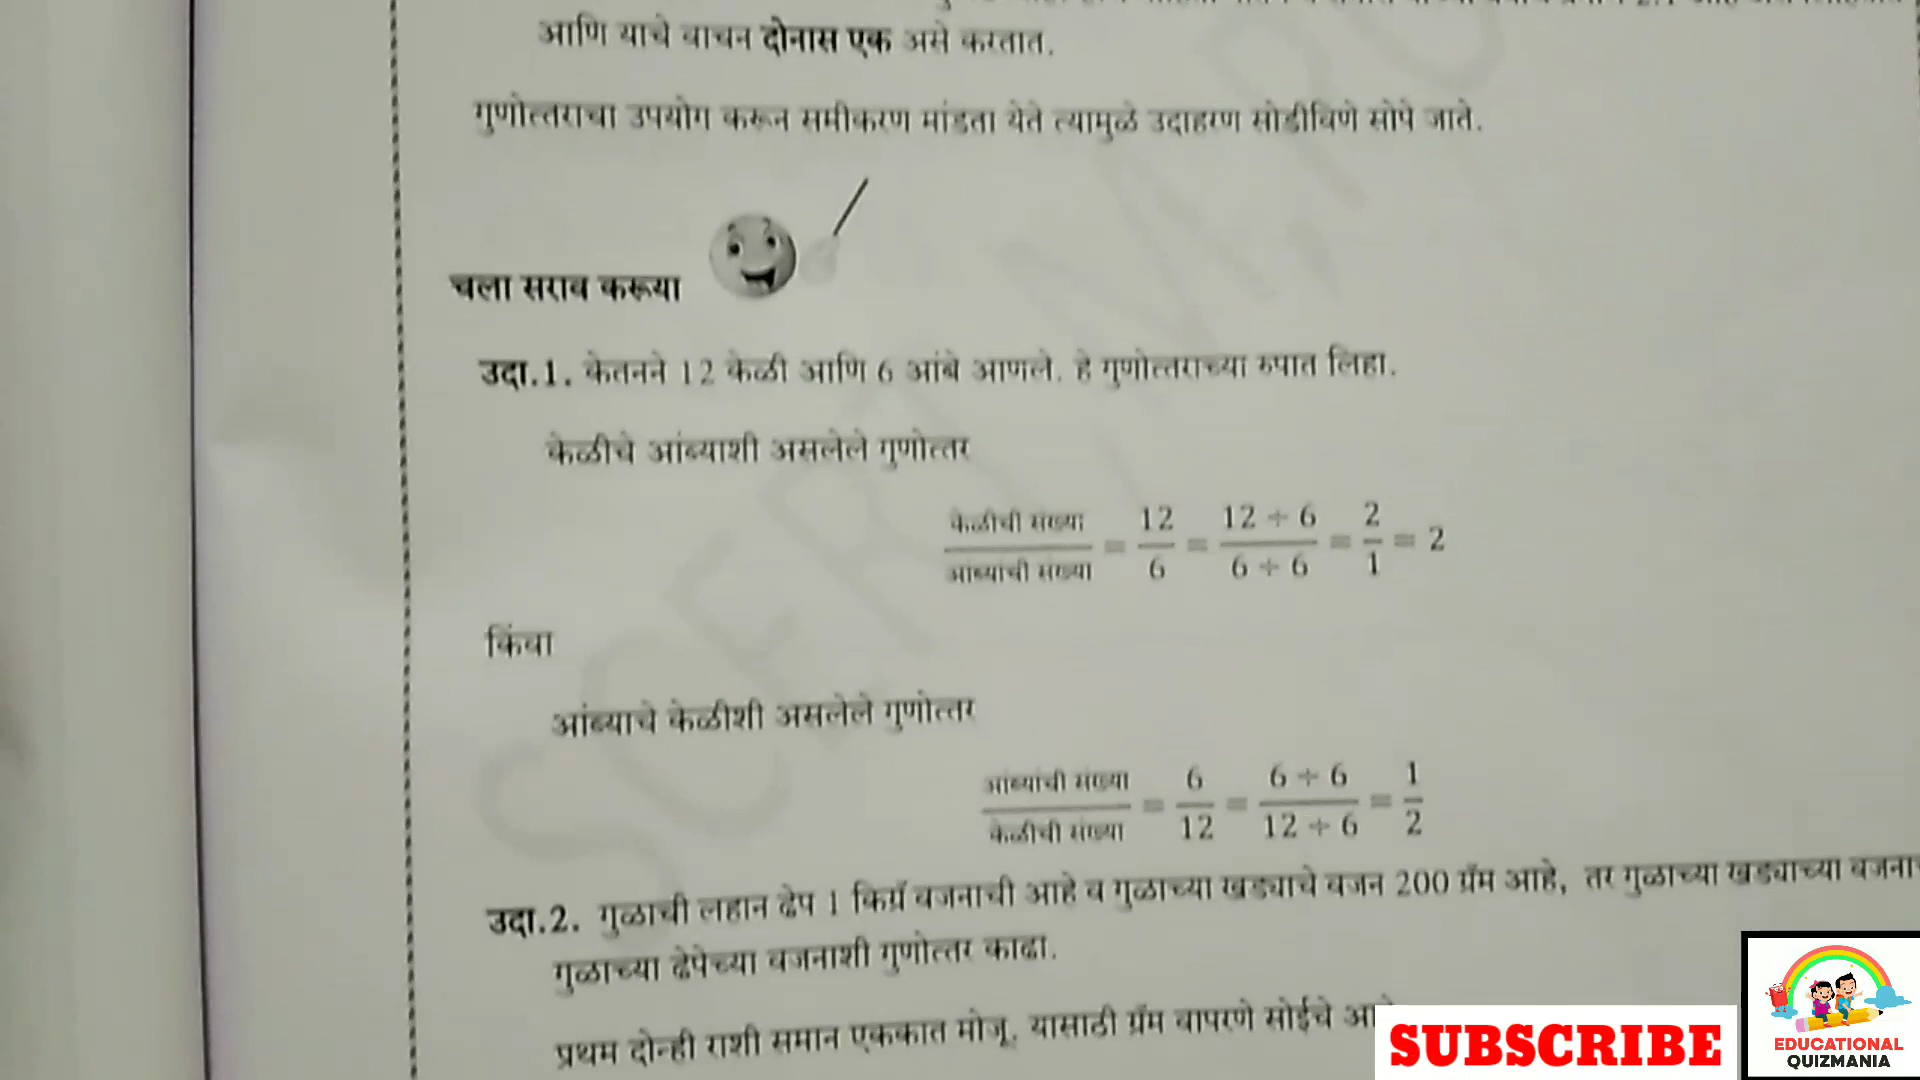 आणि याचे वाचन दोनास एक असे करतात.
गुणोत्तराचा उपयोग करून समीकरण मांडता येते त्यामुळे उदाहरण सोडीविणे सोपे जाते.
चला सराव करूया
उदा.1. केतनने 12 केळी आणि 6 आंबे आणले. हे गुणोत्तराच्या रुपात लिहा.
केळीचे आंब्याशी असलेले गुणोत्तर
केळीची संख्या / आंब्यांची संख्या = 12/6 = 12 ÷ 6 / 6 ÷ 6 = 2/1 = 2
किंवा
आंब्याचे केळीशी असलेले गुणोत्तर
आंब्यांची संख्या / केळीची संख्या = 6/12 = 6 ÷ 6 / 12 ÷ 6 = 1/2
उदा.2. गुळाची लहान ढेप 1 किग्रॅ वजनाची आहे व गुळाच्या खड्याचे वजन 200 ग्रॅम आहे, तर गुळाच्या खड्याच्या
गुळाच्या ढेपेच्या वजनाशी गुणोत्तर काढा.
प्रथम दोन्ही राशी समान एककात मोजू. यासाठी ग्रॅम वापरणे सोईचे
SCERT
SUBSCRIBE
EDUCATIONAL
QUIZMANIA